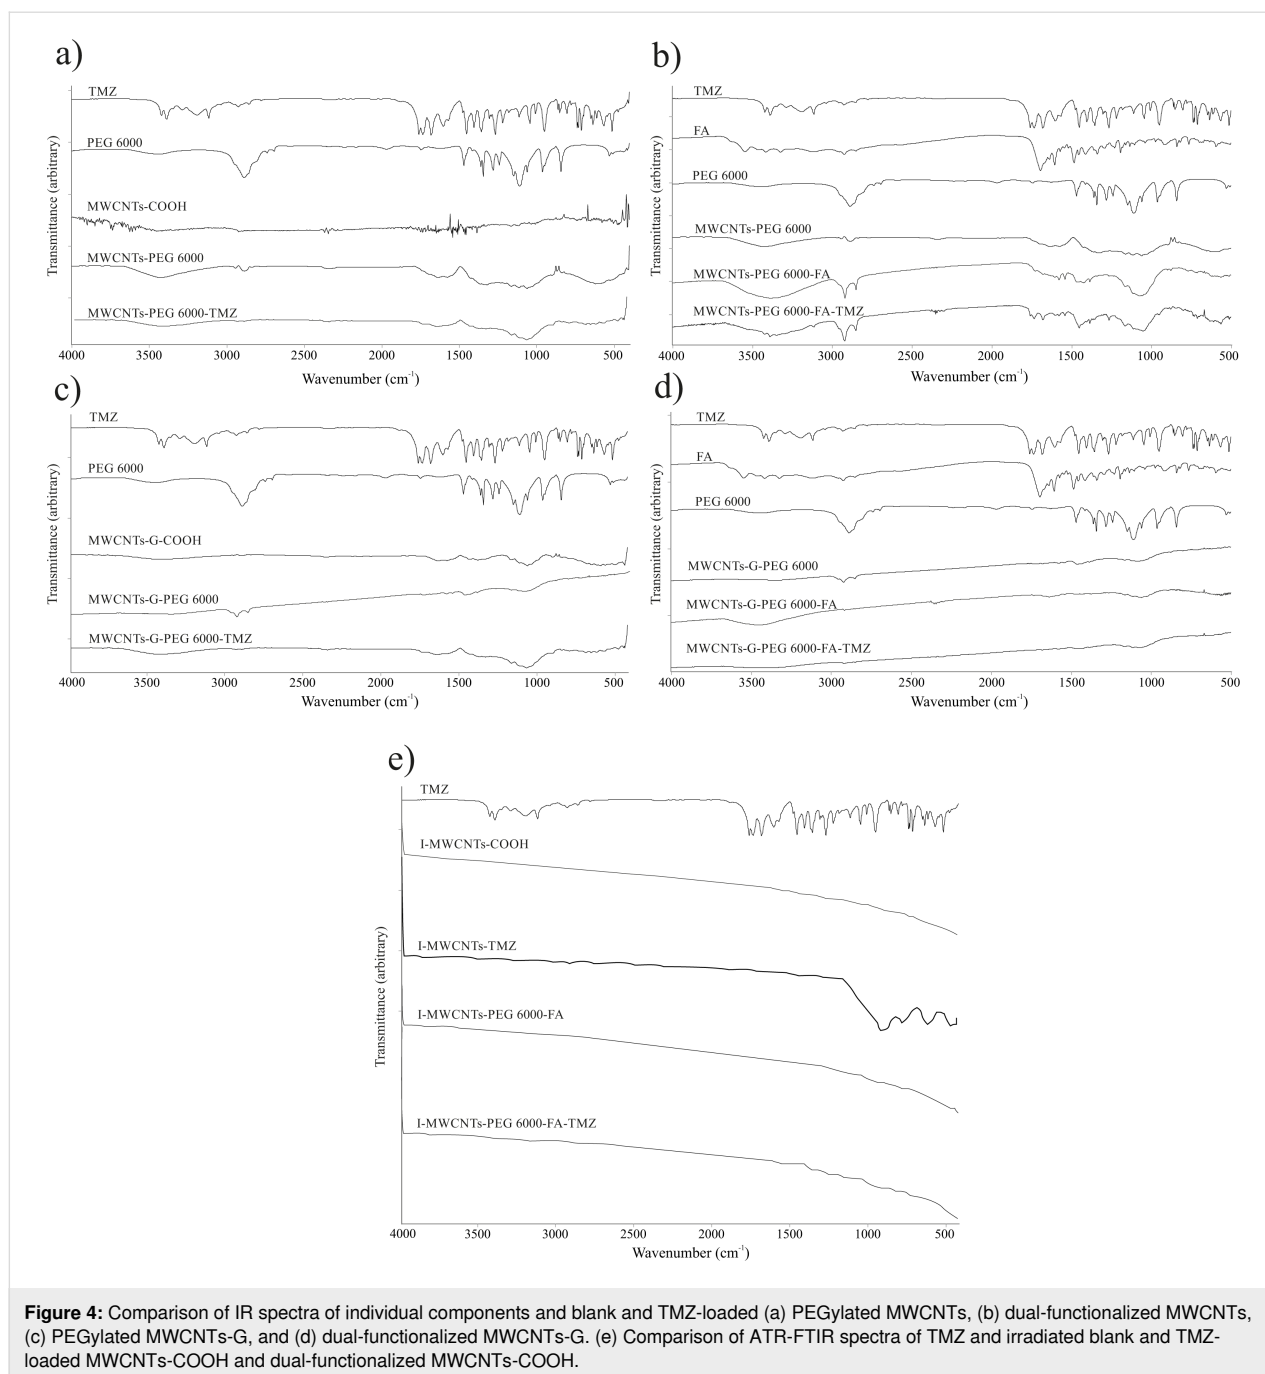 a)
TMZ
PEG 6000
MWCNTs-COOH
MWCNTs-PEG 6000
MWCNTs-PEG 6000-TMZ
Transmittance (arbitrary)
4000 3500 3000 2500 2000 1500 1000 500
Wavenumber (cm-1)
b)
TMZ
FA
PEG 6000
MWCNTs-PEG 6000
MWCNTs-PEG 6000-FA
MWCNTs-PEG 6000-FA-TMZ
Transmittance (arbitrary)
4000 3500 3000 2500 2000 1500 1000 500
Wavenumber (cm-1)
c)
TMZ
PEG 6000
MWCNTs-G-COOH
MWCNTs-G-PEG 6000
MWCNTs-G-PEG 6000-TMZ
Transmittance (arbitrary)
4000 3500 3000 2500 2000 1500 1000 500
Wavenumber (cm-1)
d)
TMZ
FA
PEG 6000
MWCNTs-G-PEG 6000
MWCNTs-G-PEG 6000-FA
MWCNTs-G-PEG 6000-FA-TMZ
Transmittance (arbitrary)
4000 3500 3000 2500 2000 1500 1000 500
Wavenumber (cm-1)
e)
TMZ
I-MWCNTs-COOH
I-MWCNTs-TMZ
I-MWCNTs-PEG 6000-FA
I-MWCNTs-PEG 6000-FA-TMZ
Transmittance (arbitrary)
4000 3500 3000 2500 2000 1500 1000 500
Wavenumber (cm-1)
Figure 4: Comparison of IR spectra of individual components and blank and TMZ-loaded (a) PEGylated MWCNTs, (b) dual-functionalized MWCNTs,
(c) PEGylated MWCNTs-G, and (d) dual-functionalized MWCNTs-G. (e) Comparison of ATR-FTIR spectra of TMZ and irradiated blank and TMZ-
loaded MWCNTs-COOH and dual-functionalized MWCNTs-COOH.